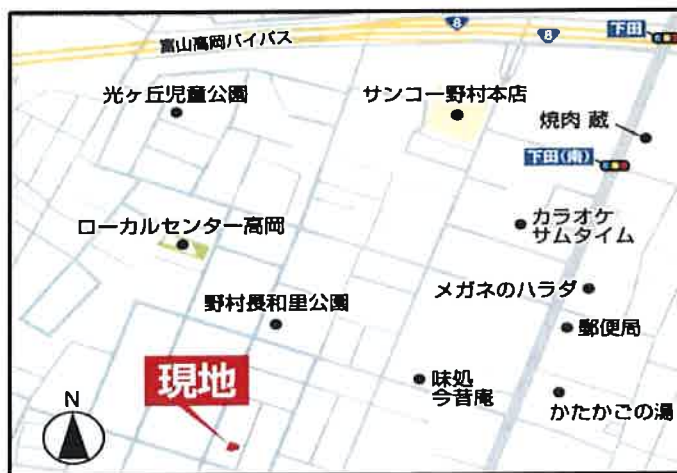 8
下田
富山高岡バイパス
8
光ヶ丘児童公園
サンコー野村本店
焼肉 蔵
下田(南)
ローカルセンター高岡
カラオケ
サムタイム
メガネのハラダ
野村長和里公園
郵便局
現地
味処
今昔庵
かたかごの湯
N